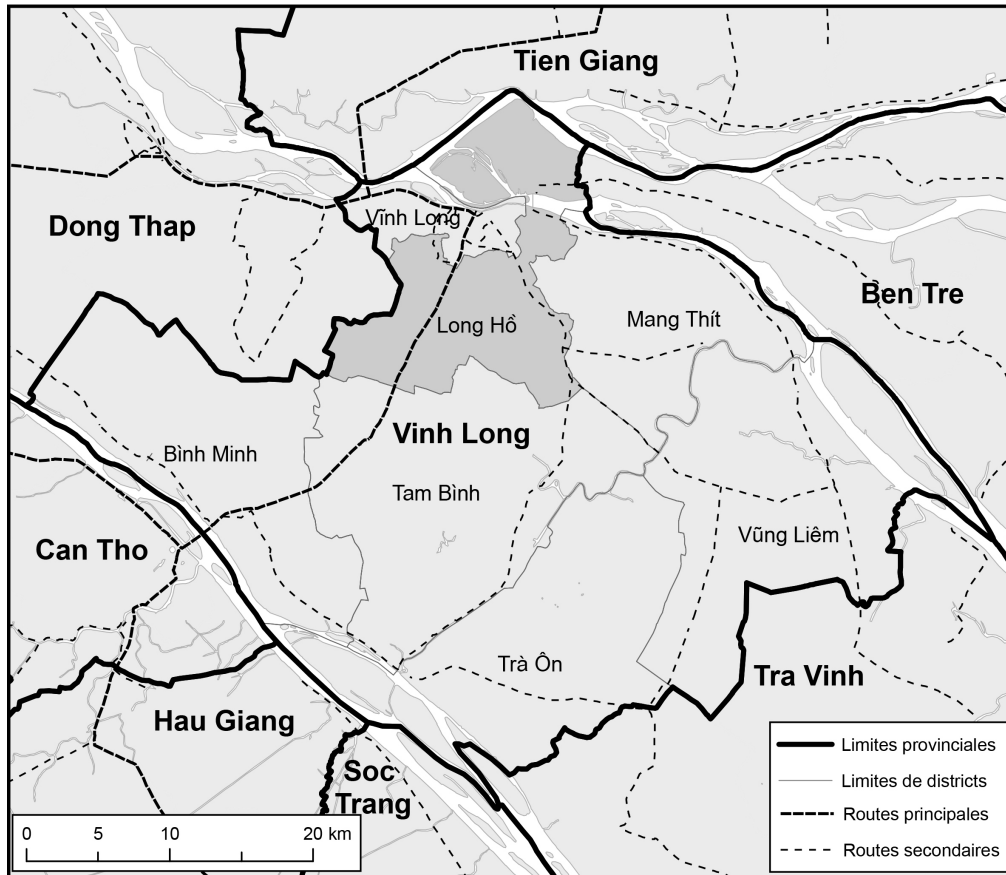 Tien Giang
Dong Thap
Vĩnh Long
Ben Tre
Long Hồ
Mang Thít
Vinh Long
Bình Minh
Tam Bình
Can Tho
Vũng Liêm
Trà Ôn
Tra Vinh
Hau Giang
Soc
Trang
Limites provinciales
Limites de districts
Routes principales
Routes secondaires
0 5 10 20 km